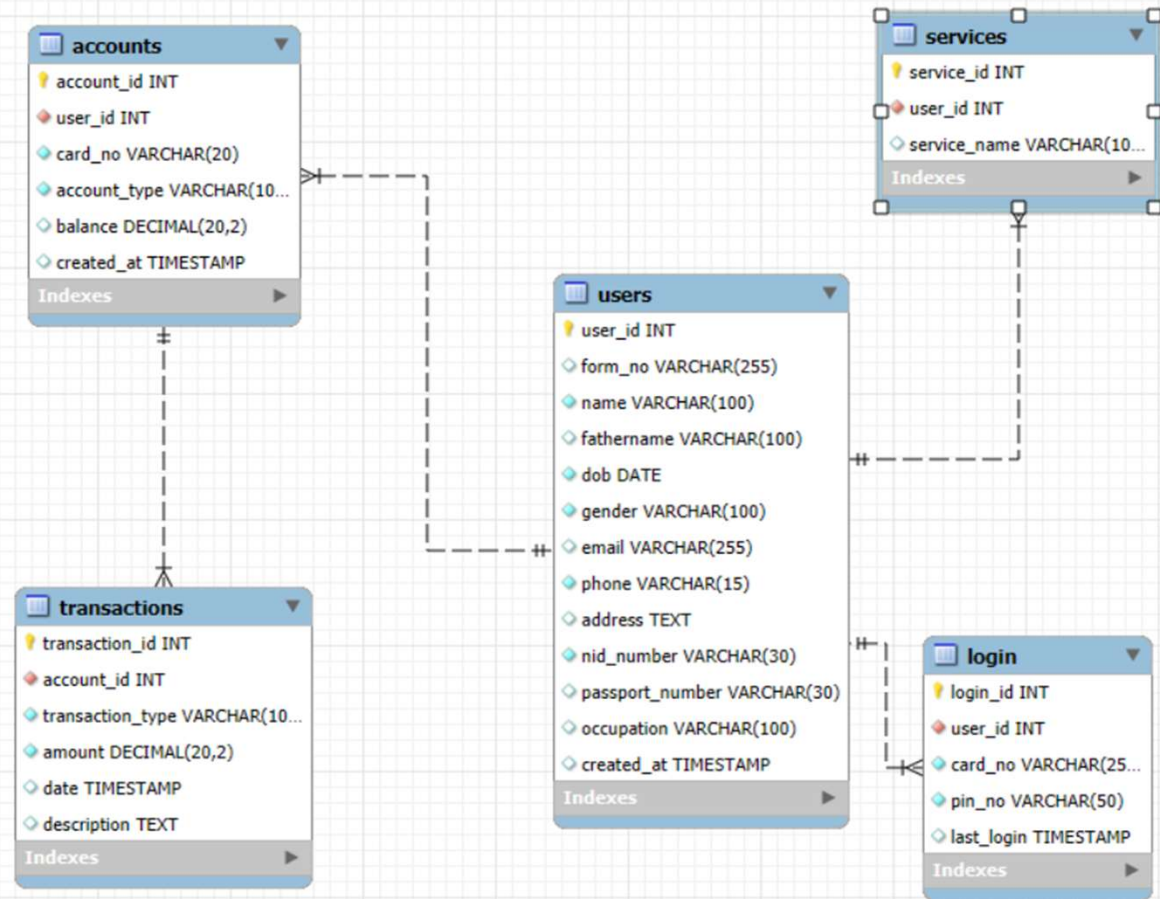 accounts
account_id INT
user_id INT
card_no VARCHAR(20)
account_type VARCHAR(10...
balance DECIMAL(20,2)
created_at TIMESTAMP
Indexes
services
service_id INT
user_id INT
service_name VARCHAR(10...
Indexes
users
user_id INT
form_no VARCHAR(255)
name VARCHAR(100)
fathername VARCHAR(100)
dob DATE
gender VARCHAR(100)
email VARCHAR(255)
phone VARCHAR(15)
address TEXT
nid_number VARCHAR(30)
passport_number VARCHAR(30)
occupation VARCHAR(100)
created_at TIMESTAMP
Indexes
transactions
transaction_id INT
account_id INT
transaction_type VARCHAR(10...
amount DECIMAL(20,2)
date TIMESTAMP
description TEXT
Indexes
login
login_id INT
user_id INT
card_no VARCHAR(25...
pin_no VARCHAR(50)
last_login TIMESTAMP
Indexes